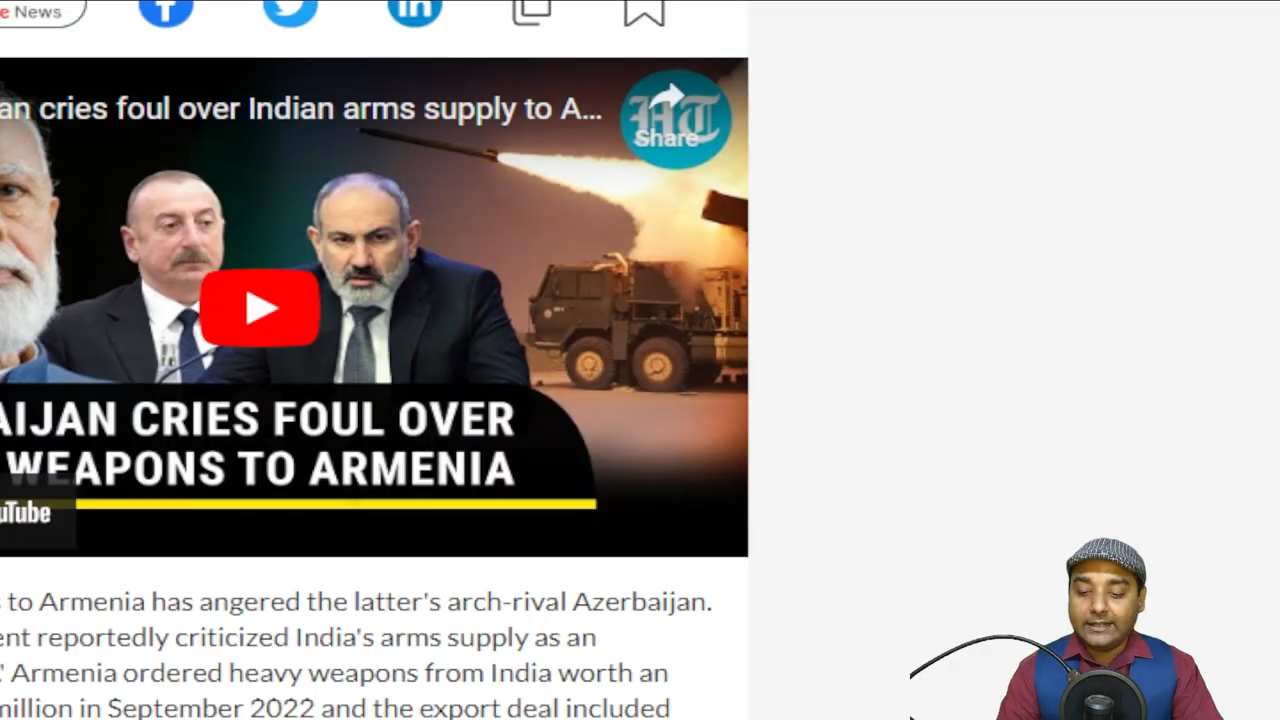 News
an cries foul over Indian arms supply to A...
HT
Share
AIJAN CRIES FOUL OVER
WEAPONS TO ARMENIA
uTube
to Armenia has angered the latter's arch-rival Azerbaijan.
ent reportedly criticized India's arms supply as an
Armenia ordered heavy weapons from India worth an
million in September 2022 and the export deal included